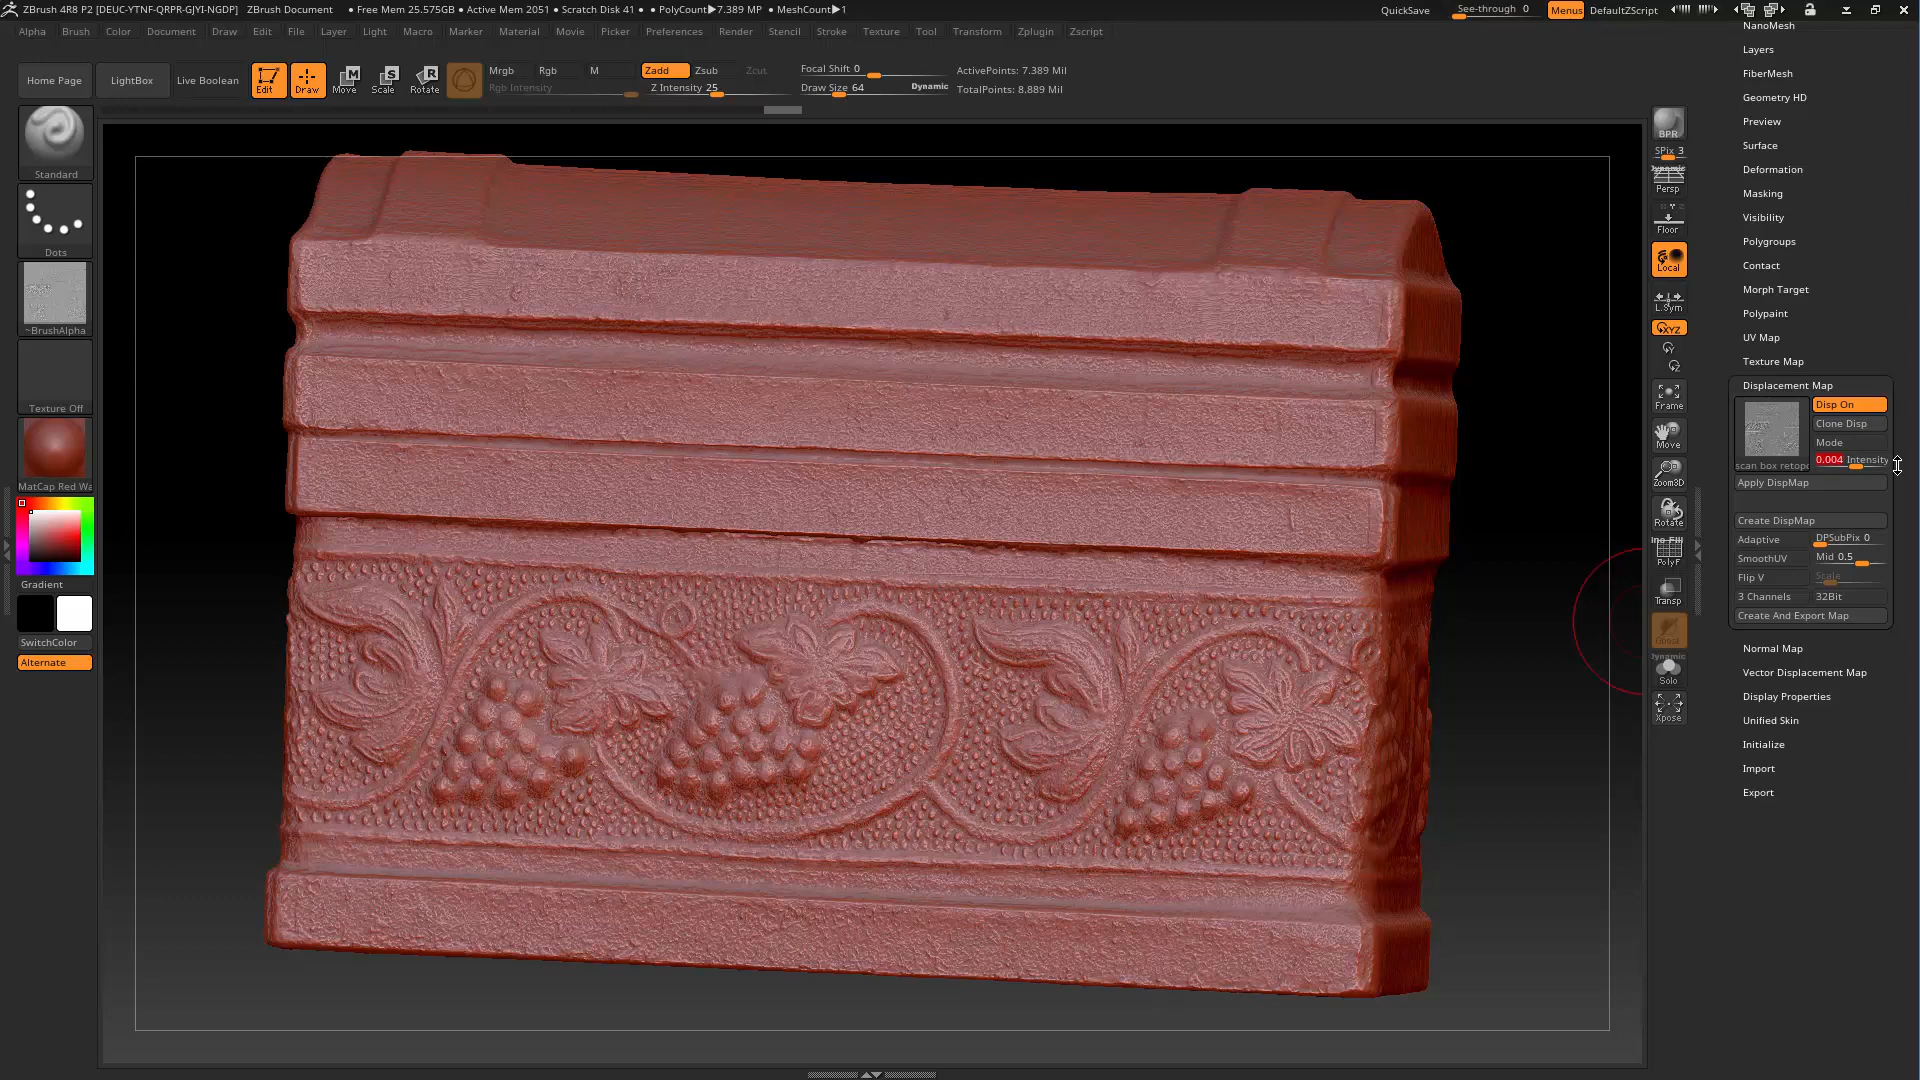 ZBrush 4R8 P2 [DEUC-YTNF-QRPR-GJYI-NGDP] ZBrush Document • Free Mem 25.575GB • Active Mem 2051 • Scratch Disk 41 • • PolyCount▶7.389 MP • MeshCount▶1 QuickSave See-through 0 Menus DefaultZScript
Alpha Brush Color Document Draw Edit File Layer Light Macro Marker Material Movie Picker Preferences Render Stencil Stroke Texture Tool Transform Zplugin Zscript
Home Page
LightBox
Live Boolean
Edit
Draw
Move
Scale
Rotate
Mrgb Rgb M
Rgb Intensity
Zadd Zsub Zcut
Z Intensity 25
Focal Shift 0
Draw Size 64 Dynamic
ActivePoints: 7.389 Mil
TotalPoints: 8.889 Mil
Standard
Dots
~BrushAlpha
Texture Off
MatCap Red Wa
Gradient
SwitchColor
Alternate
BPR
SPix 3
Dynamic
Persp
Floor
Local
L.Sym
XYZ
Frame
Move
Zoom3D
Rotate
PolyF
Transp
Ghost
Dynamic
Solo
Xpose
NanoMesh
Layers
FiberMesh
Geometry HD
Preview
Surface
Deformation
Masking
Visibility
Polygroups
Contact
Morph Target
Polypaint
UV Map
Texture Map
Displacement Map
Disp On
Clone Disp
Mode
scan box retopo
0.004 Intensity
Apply DispMap
Create DispMap
Adaptive DPSubPix 0
SmoothUV Mid 0.5
Flip V Scale
3 Channels 32Bit
Create And Export Map
Normal Map
Vector Displacement Map
Display Properties
Unified Skin
Initialize
Import
Export